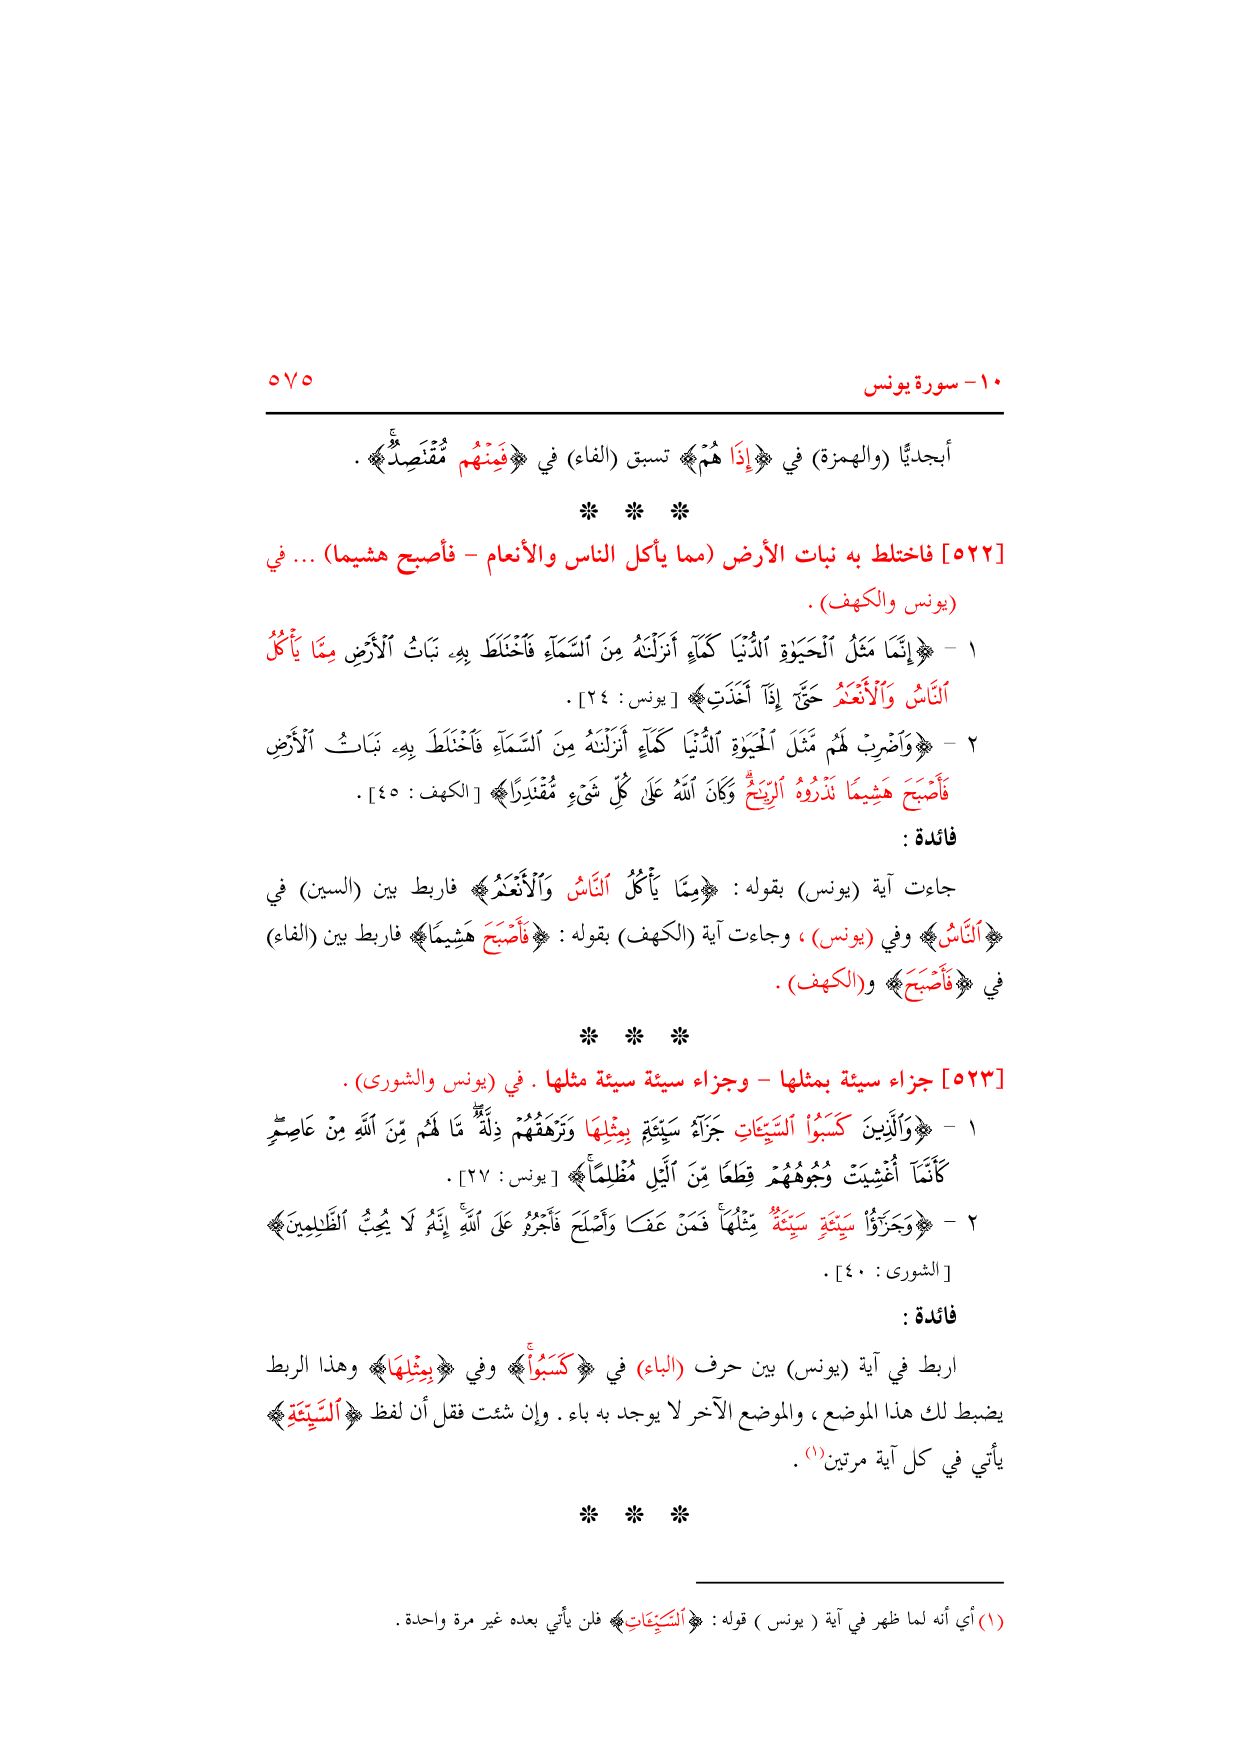 ١٠- سورة يونس ٥٧٥
أبجديًّا (والهمزة) في ﴿إِذَا هُمْ﴾ تسبق (الفاء) في ﴿فَمِنْهُم مُّقْتَصِدٌۚ﴾ .
❊ ❊ ❊
[٥٢٢] فاختلط به نبات الأرض (مما يأكل الناس والأنعام - فأصبح هشيما) ... في
(يونس والكهف) .
١ - ﴿إِنَّمَا مَثَلُ ٱلْحَيَوٰةِ ٱلدُّنْيَا كَمَآءٍ أَنزَلْنَٰهُ مِنَ ٱلسَّمَآءِ فَٱخْتَلَطَ بِهِۦ نَبَاتُ ٱلْأَرْضِ مِمَّا يَأْكُلُ
ٱلنَّاسُ وَٱلْأَنْعَٰمُ حَتَّىٰٓ إِذَآ أَخَذَتِ﴾ [يونس : ٢٤] .
٢ - ﴿وَٱضْرِبْ لَهُم مَّثَلَ ٱلْحَيَوٰةِ ٱلدُّنْيَا كَمَآءٍ أَنزَلْنَٰهُ مِنَ ٱلسَّمَآءِ فَٱخْتَلَطَ بِهِۦ نَبَاتُ ٱلْأَرْضِ
فَأَصْبَحَ هَشِيمًا تَذْرُوهُ ٱلرِّيَٰحُۗ وَكَانَ ٱللَّهُ عَلَىٰ كُلِّ شَىْءٍ مُّقْتَدِرًا﴾ [الكهف : ٤٥] .
فائدة :
جاءت آية (يونس) بقوله : ﴿مِمَّا يَأْكُلُ ٱلنَّاسُ وَٱلْأَنْعَٰمُ﴾ فاربط بين (السين) في
﴿ٱلنَّاسُ﴾ وفي (يونس) ، وجاءت آية (الكهف) بقوله : ﴿فَأَصْبَحَ هَشِيمًا﴾ فاربط بين (الفاء)
في ﴿فَأَصْبَحَ﴾ و(الكهف) .
❊ ❊ ❊
[٥٢٣] جزاء سيئة بمثلها - وجزاء سيئة سيئة مثلها . في (يونس والشورى) .
١ - ﴿وَٱلَّذِينَ كَسَبُوا۟ ٱلسَّيِّـَٔاتِ جَزَآءُ سَيِّئَةٍۭ بِمِثْلِهَا وَتَرْهَقُهُمْ ذِلَّةٌۖ مَّا لَهُم مِّنَ ٱللَّهِ مِنْ عَاصِمٍۖ
كَأَنَّمَآ أُغْشِيَتْ وُجُوهُهُمْ قِطَعًا مِّنَ ٱلَّيْلِ مُظْلِمًاۚ﴾ [يونس : ٢٧] .
٢ - ﴿وَجَزَٰٓؤُا۟ سَيِّئَةٍ سَيِّئَةٌ مِّثْلُهَاۖ فَمَنْ عَفَا وَأَصْلَحَ فَأَجْرُهُۥ عَلَى ٱللَّهِۚ إِنَّهُۥ لَا يُحِبُّ ٱلظَّٰلِمِينَ﴾
[الشورى : ٤٠] .
فائدة :
اربط في آية (يونس) بين حرف (الباء) في ﴿كَسَبُوا۟ۚ﴾ وفي ﴿بِمِثْلِهَا﴾ وهذا الربط
يضبط لك هذا الموضع ، والموضع الآخر لا يوجد به باء . وإن شئت فقل أن لفظ ﴿ٱلسَّيِّئَةِ﴾
يأتي في كل آية مرتين(١) .
❊ ❊ ❊
(١) أي أنه لما ظهر في آية ( يونس ) قوله : ﴿ٱلسَّيِّـَٔاتِ﴾ فلن يأتي بعده غير مرة واحدة .